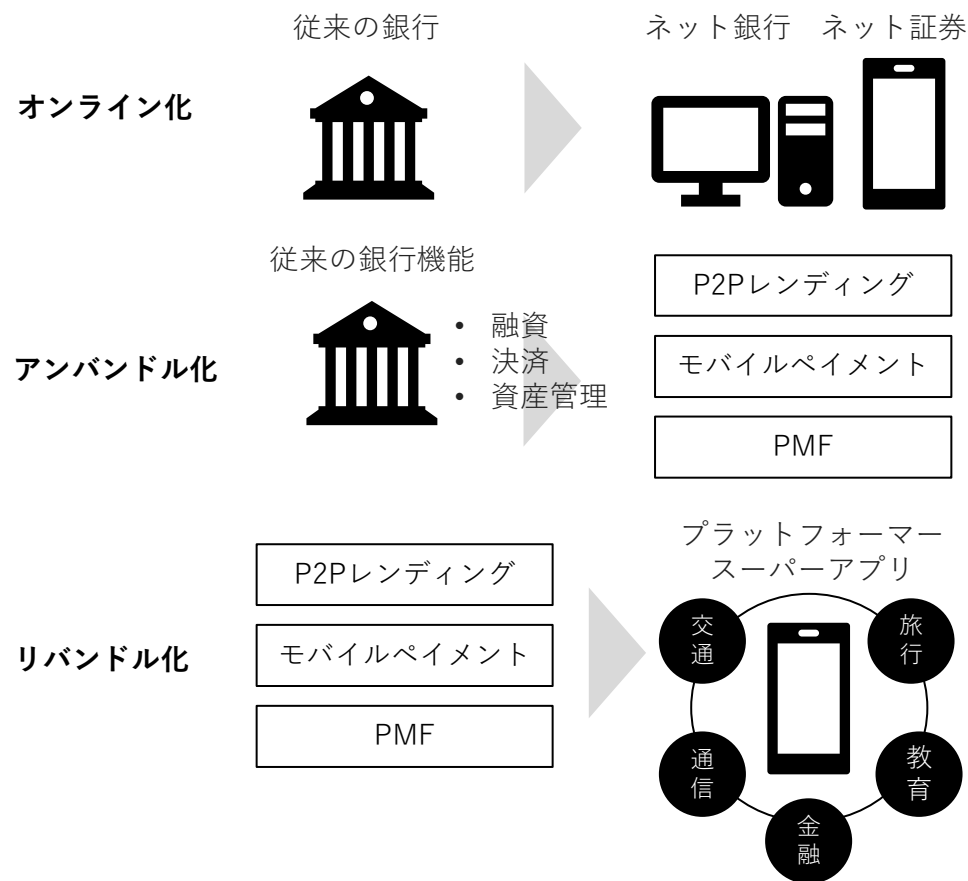 従来の銀行
ネット銀行 ネット証券
オンライン化
従来の銀行機能
アンバンドル化
• 融資
• 決済
• 資産管理
P2Pレンディング
モバイルペイメント
PMF
リバンドル化
P2Pレンディング
モバイルペイメント
PMF
プラットフォーマー
スーパーアプリ
交通
旅行
通信
教育
金融